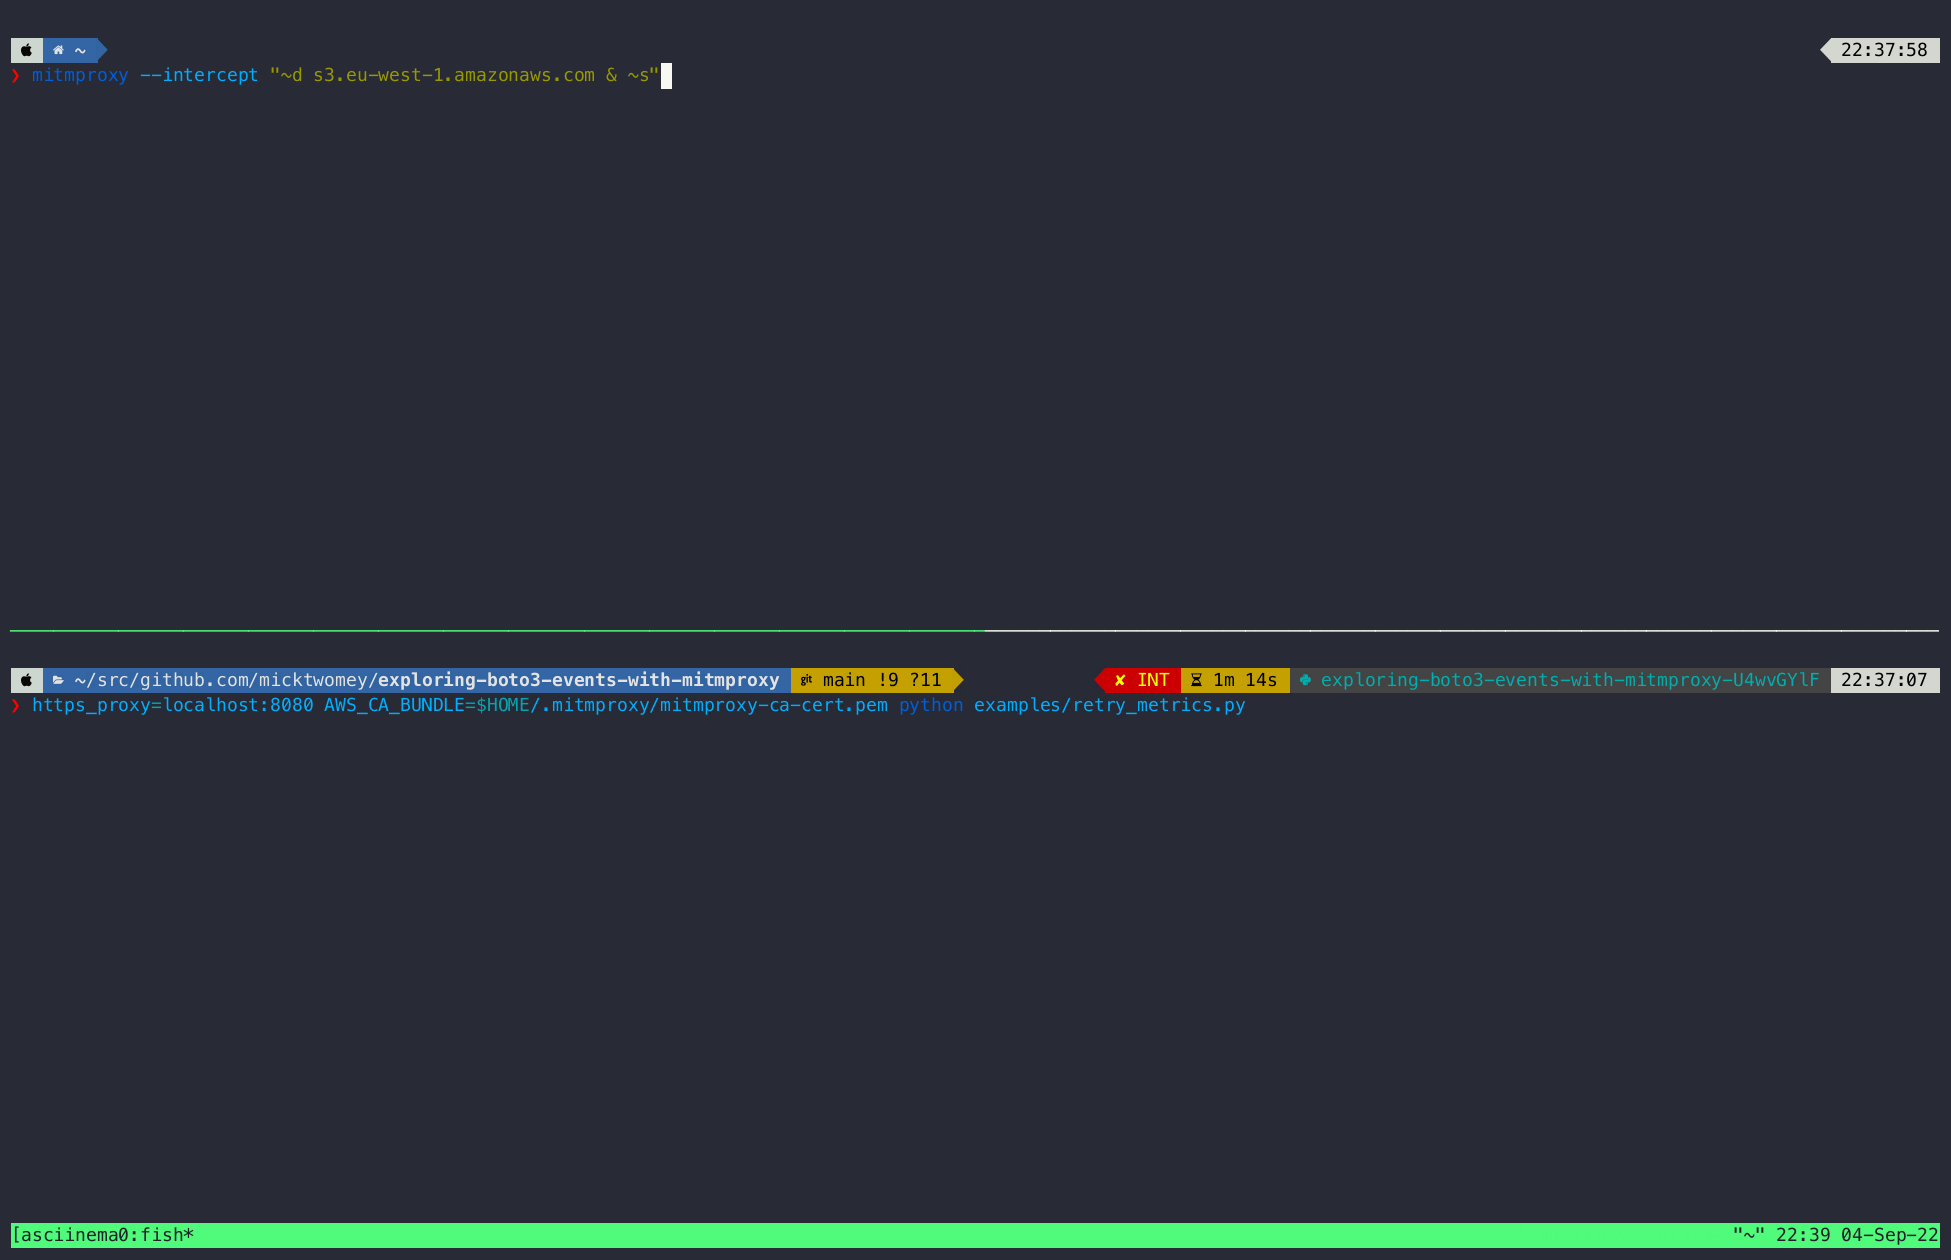 ~ 22:37:58
❯ mitmproxy --intercept "~d s3.eu-west-1.amazonaws.com & ~s"
~/src/github.com/micktwomey/exploring-boto3-events-with-mitmproxy git main !9 ?11 ✘ INT 1m 14s exploring-boto3-events-with-mitmproxy-U4wvGYlF 22:37:07
❯ https_proxy=localhost:8080 AWS_CA_BUNDLE=$HOME/.mitmproxy/mitmproxy-ca-cert.pem python examples/retry_metrics.py
[asciinema0:fish* "~" 22:39 04-Sep-22